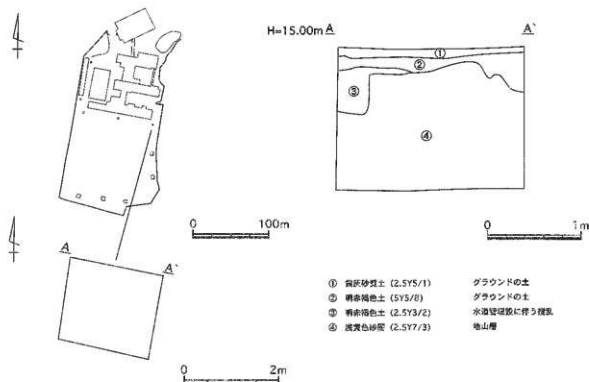 H=15.00m A A`
①
②
③
④
0 100m
0 1m
A A`
0 2m
① 黄灰砂質土 (2.5Y5/1) グラウンドの土
② 明赤褐色土 (5Y5/8) グラウンドの土
③ 明赤褐色土 (2.5Y3/2) 水道管埋設に伴う撹乱
④ 浅黄色砂層 (2.5Y7/3) 地山層